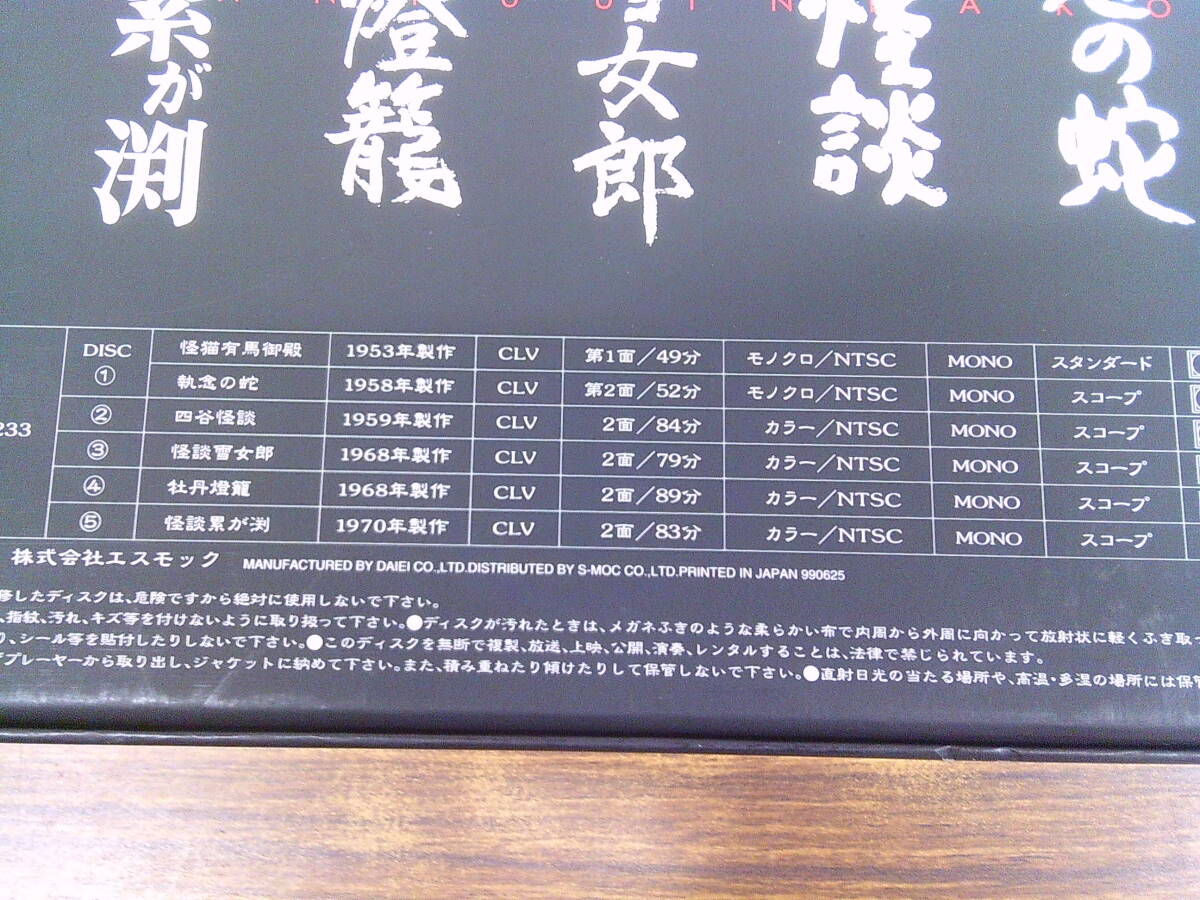 の蛇
怪談
女郎
燈籠
累が渕
DISC ① 怪猫有馬御殿 1953年製作 CLV 第1面/49分 モノクロ/NTSC MONO スタンダード
執念の蛇 1958年製作 CLV 第2面/52分 モノクロ/NTSC MONO スコープ
② 四谷怪談 1959年製作 CLV 2面/84分 カラー/NTSC MONO スコープ
233
③ 怪談雪女郎 1968年製作 CLV 2面/79分 カラー/NTSC MONO スコープ
④ 牡丹燈籠 1968年製作 CLV 2面/89分 カラー/NTSC MONO スコープ
⑤ 怪談累が渕 1970年製作 CLV 2面/83分 カラー/NTSC MONO スコープ
株式会社エスモック MANUFACTURED BY DAIEI CO.,LTD.DISTRIBUTED BY S-MOC CO.,LTD.PRINTED IN JAPAN 990625
修したディスクは、危険ですから絶対に使用しないで下さい。
、指紋、汚れ、キズ等を付けないように取り扱って下さい。●ディスクが汚れたときは、メガネふきのような柔らかい布で内周から外周に向かって放射状に軽くふき取
り、シール等を貼付したりしないで下さい。●このディスクを無断で複製、放送、上映、公開、演奏、レンタルすることは、法律で禁じられています。
プレーヤーから取り出し、ジャケットに納めて下さい。また、積み重ねたり傾けたりして保管しないで下さい。●直射日光の当たる場所や、高温・多湿の場所には保管